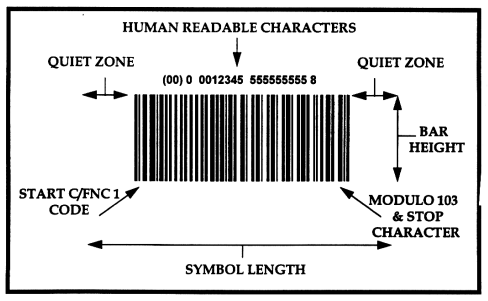 HUMAN READABLE CHARACTERS
QUIET ZONE
QUIET ZONE
(00) 0 0012345 555555555 8
BAR
HEIGHT
START C/FNC 1
CODE
MODULO 103
& STOP
CHARACTER
SYMBOL LENGTH